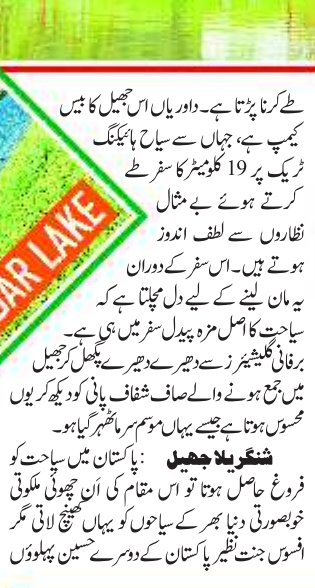 طے کرنا پڑتا ہے۔ داوریاں اس جھیل کا بیس
کیمپ ہے، جہاں سے سیاح ہائیکنگ
ٹریک پر 19 کلومیٹر کا سفر طے
کرتے ہوئے بے مثال
نظاروں سے لطف اندوز
ہوتے ہیں۔ اس سفر کے دوران
یہ مان لینے کے لیے دل مچلتا ہے کہ
سیاحت کا اصل مزہ پیدل سفر میں ہی ہے۔
برفانی گلیشیئرز سے دھیرے دھیرے پگھل کر جھیل
میں جمع ہونے والے صاف شفاف پانی کو دیکھ کر یوں
محسوس ہوتا ہے جیسے یہاں موسم سرما ٹھہر گیا ہو۔
شنگریلا جھیل : پاکستان میں سیاحت کو
فروغ حاصل ہوتا تو اس مقام کی اَن چھوئی ملکوتی
خوبصورتی دنیا بھر کے سیاحوں کو یہاں کھینچ لاتی مگر
افسوس جنت نظیر پاکستان کے دوسرے حسین پہلوؤں
LAKE